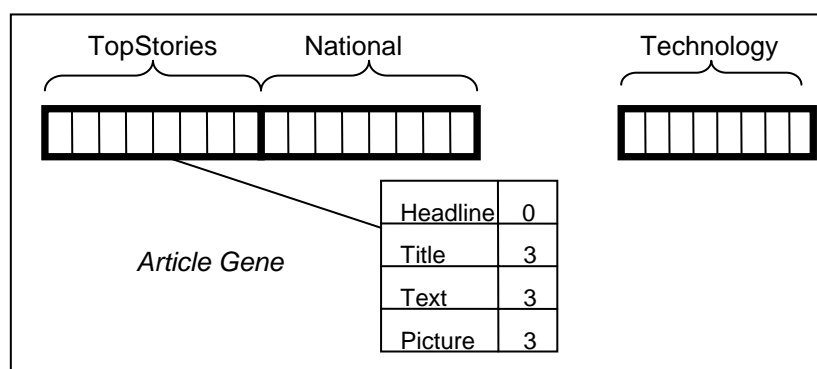 TopStories National Technology
Headline 0
Title 3
Article Gene
Text 3
Picture 3